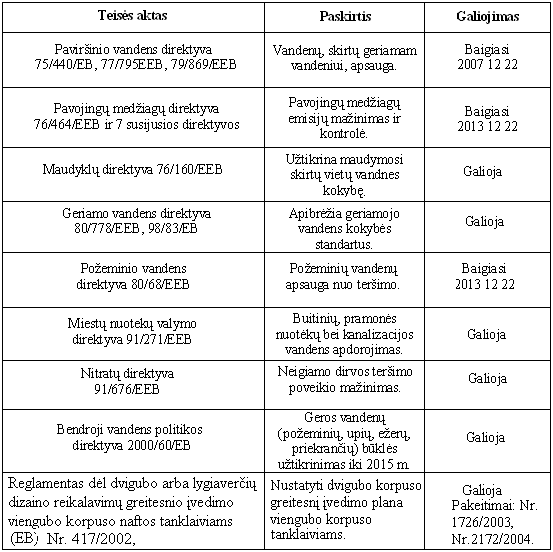 Teisės aktas Paskirtis Galiojimas
Paviršinio vandens direktyva
75/440/EB, 77/795EEB, 79/869/EEB
Vandenų, skirtų geriamam
vandeniui, apsauga.
Baigiasi
2007 12 22
Pavojingų medžiagų direktyva
76/464/EEB ir 7 susijusios direktyvos
Pavojingų medžiagų
emisijų mažinimas ir
kontrolė.
Baigiasi
2013 12 22
Maudyklų direktyva 76/160/EEB
Užtikrina maudymosi
skirtų vietų vandnes
kokybę.
Galioja
Geriamo vandens direktyva
80/778/EEB, 98/83/EB
Apibrėžia geriamojo
vandens kokybės
standartus.
Galioja
Požeminio vandens
direktyva 80/68/EEB
Požeminių vandenų
apsauga nuo teršimo.
Baigiasi
2013 12 22
Miestų nuotekų valymo
direktyva 91/271/EEB
Buitinių, pramonės
nuotėkų bei kanalizacijos
vandens apdorojimas.
Galioja
Nitratų direktyva
91/676/EEB
Neigiamo dirvos teršimo
poveikio mažinimas.
Galioja
Bendroji vandens politikos
direktyva 2000/60/EB
Geros vandenų
(požeminių, upių, ežerų,
priekrančių) būklės
užtikrinimas iki 2015 m
Galioja
Reglamentas dėl dvigubo arba lygiaverčių
dizaino reikalavimų greitesnio įvedimo
viengubo korpuso naftos tanklaiviams
(EB) Nr. 417/2002,
Nustatyti dvigubo korpuso
greitesnį įvedimo plana
viengubo korpuso
tanklaiviams.
Galioja
Pakeitimai: Nr.
1726/2003,
Nr.2172/2004.